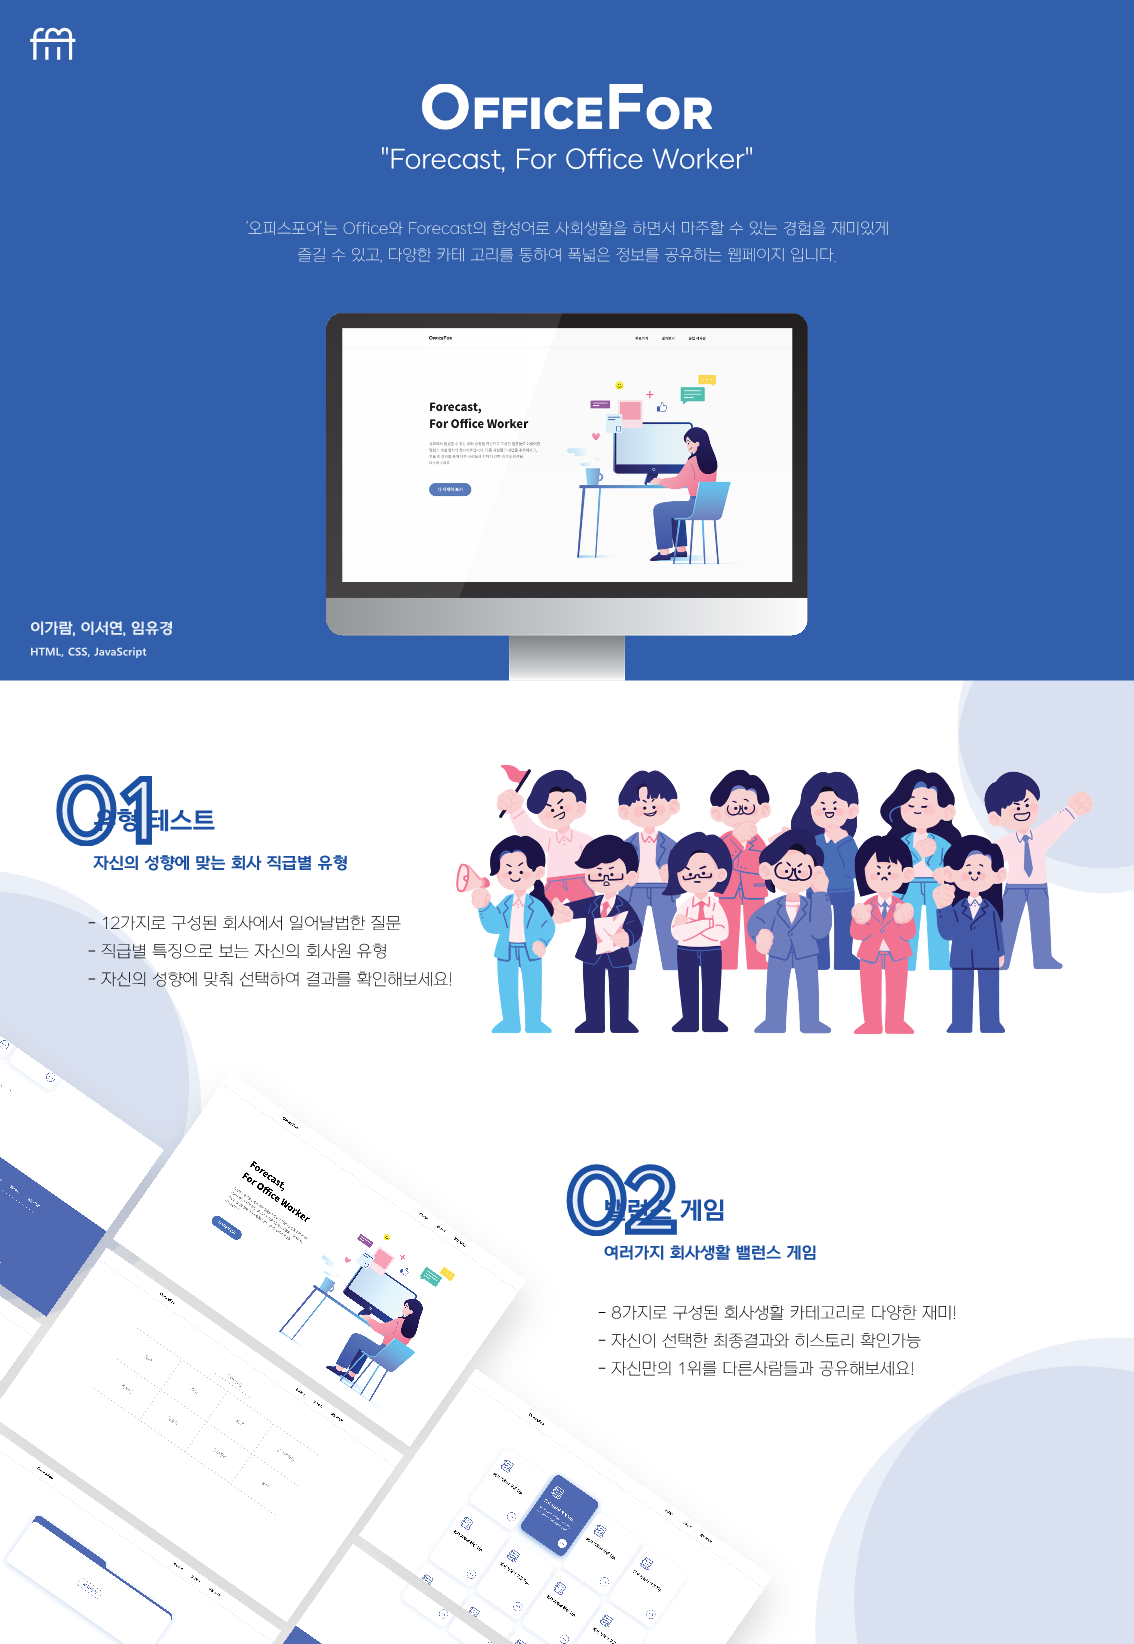 OFFICEFOR
"Forecast, For Office Worker"
'오피스포어'는 Office와 Forecast의 합성어로 사회생활을 하면서 마주할 수 있는 경험을 재미있게
즐길 수 있고, 다양한 카테 고리를 통하여 폭넓은 정보를 공유하는 웹페이지 입니다.
OFFICEFOR
Forecast,
For Office Worker
더 자세히 보기
이가람, 이서연, 임유경
HTML, CSS, JavaScript
01
유형 테스트
자신의 성향에 맞는 회사 직급별 유형
- 12가지로 구성된 회사에서 일어날법한 질문
- 직급별 특징으로 보는 자신의 회사원 유형
- 자신의 성향에 맞춰 선택하여 결과를 확인해보세요!
Forecast,
For Office Worker
02
밸런스 게임
여러가지 회사생활 밸런스 게임
- 8가지로 구성된 회사생활 카테고리로 다양한 재미!
- 자신이 선택한 최종결과와 히스토리 확인가능
- 자신만의 1위를 다른사람들과 공유해보세요!